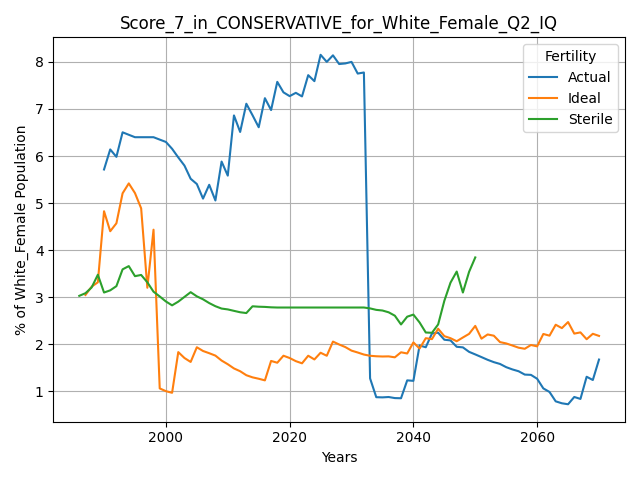 Score_7_in_CONSERVATIVE_for_White_Female_Q2_IQ
Fertility
Actual
Ideal
Sterile
% of White_Female Population
8
7
6
5
4
3
2
1
2000
2020
2040
2060
Years